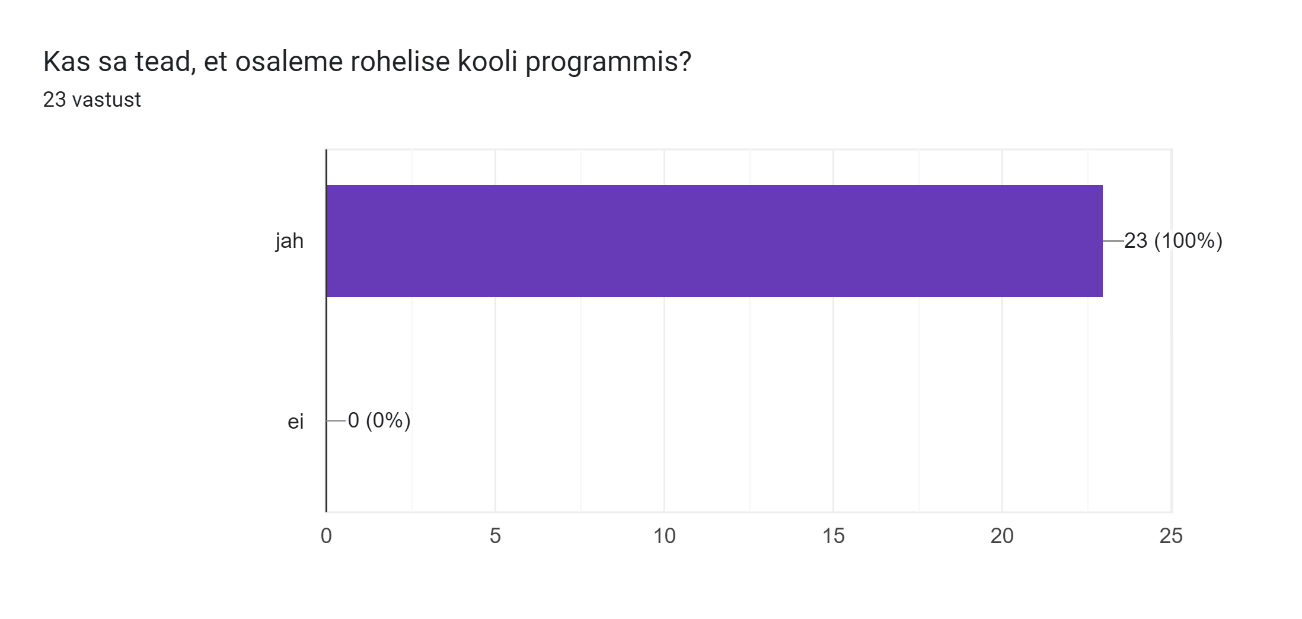 Kas sa tead, et osaleme rohelise kooli programmis?
23 vastust
jah
23 (100%)
ei
0 (0%)
0 5 10 15 20 25